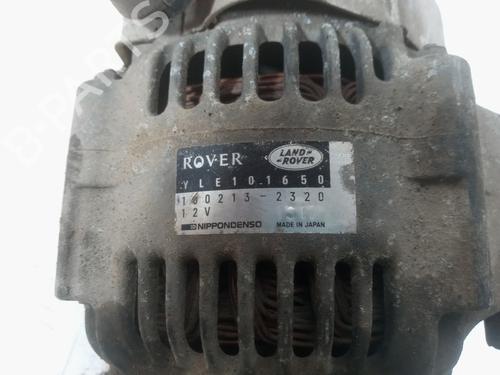 ROVER
LAND-
ROVER
YLE101650
100213-2320
12V
NIPPONDENSO MADE IN JAPAN
B-PARTS